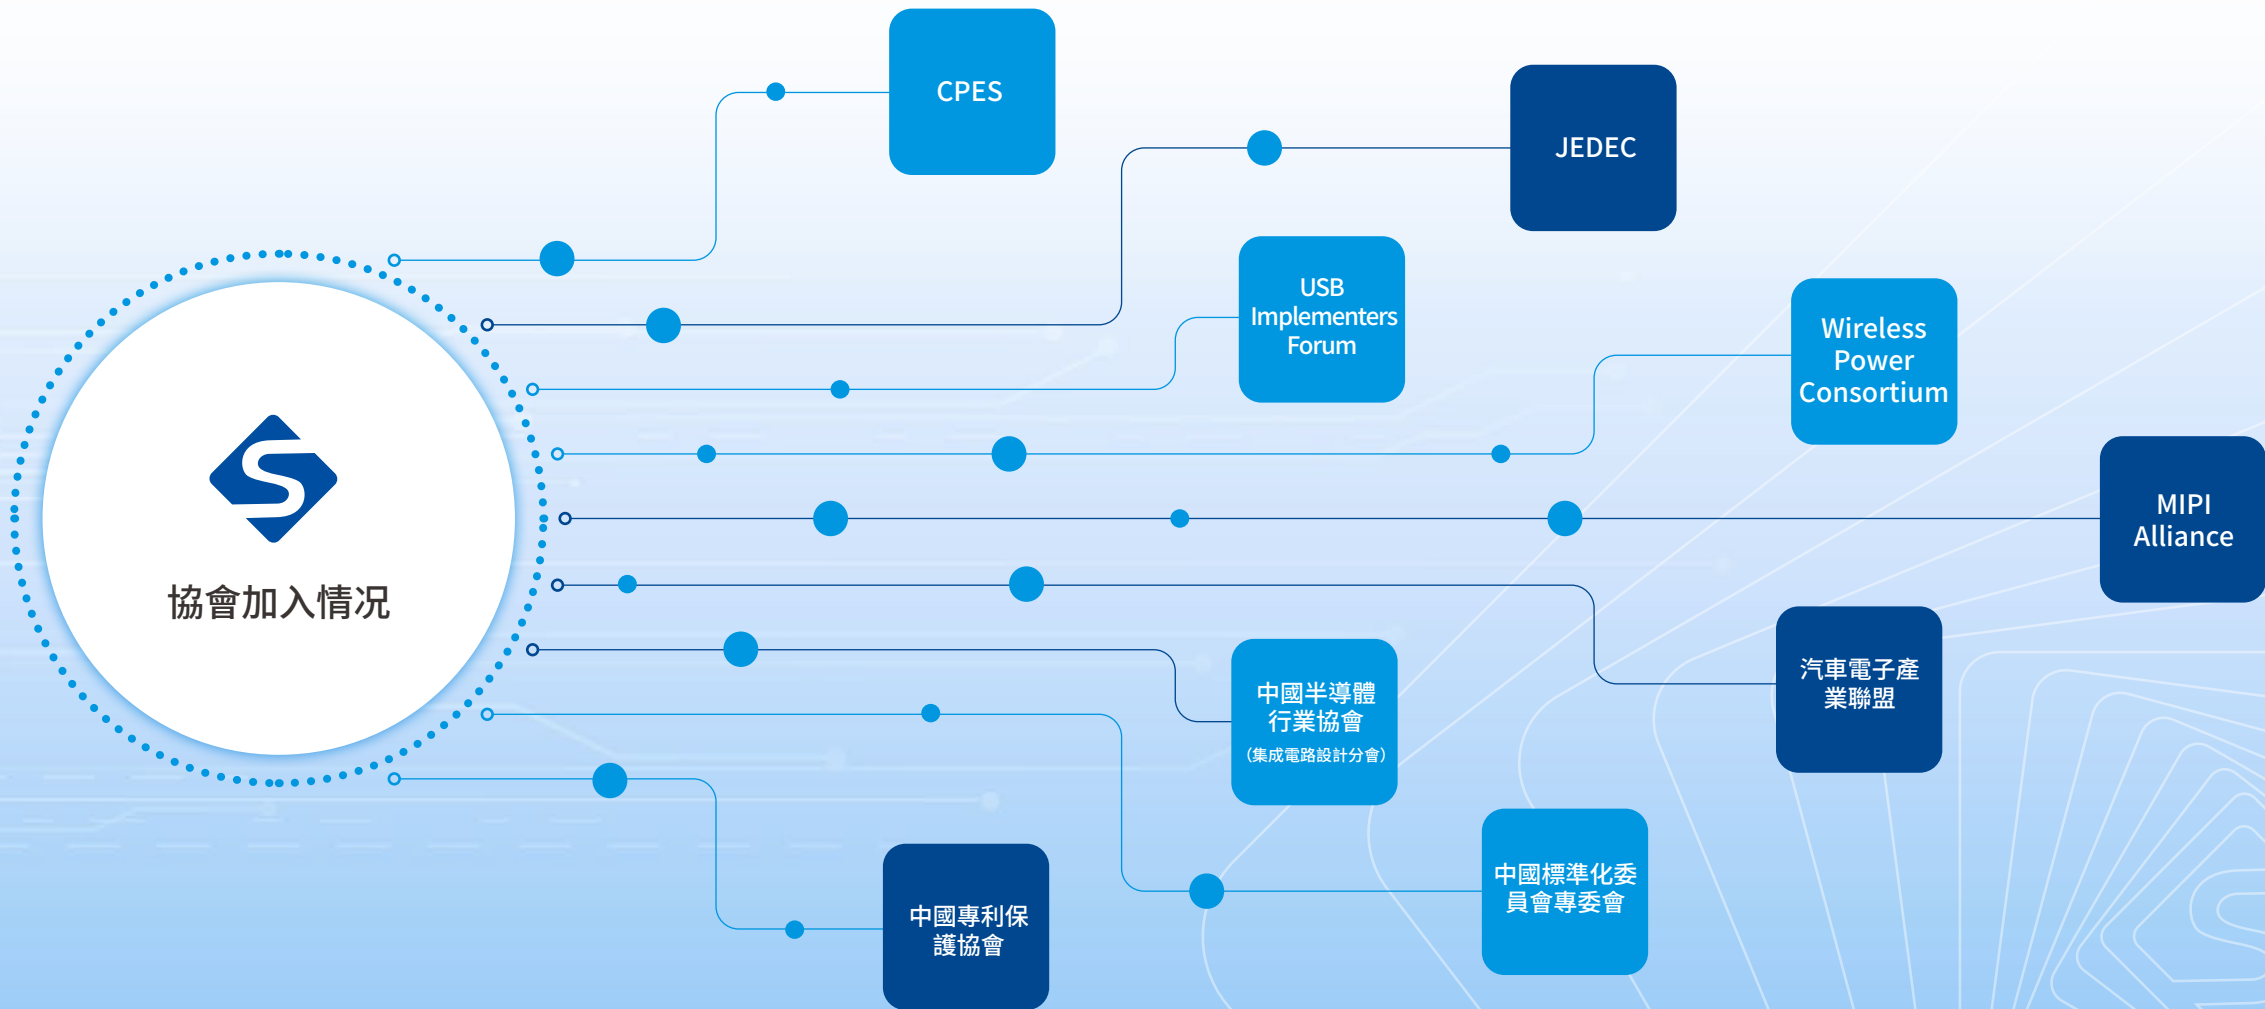 CPES
JEDEC
USB
Implementers
Forum
Wireless
Power
Consortium
MIPI
Alliance
協會加入情况
汽車電子產
業聯盟
中國半導體
行業協會
（集成電路設計分會）
中國標準化委
員會專委會
中國專利保
護協會